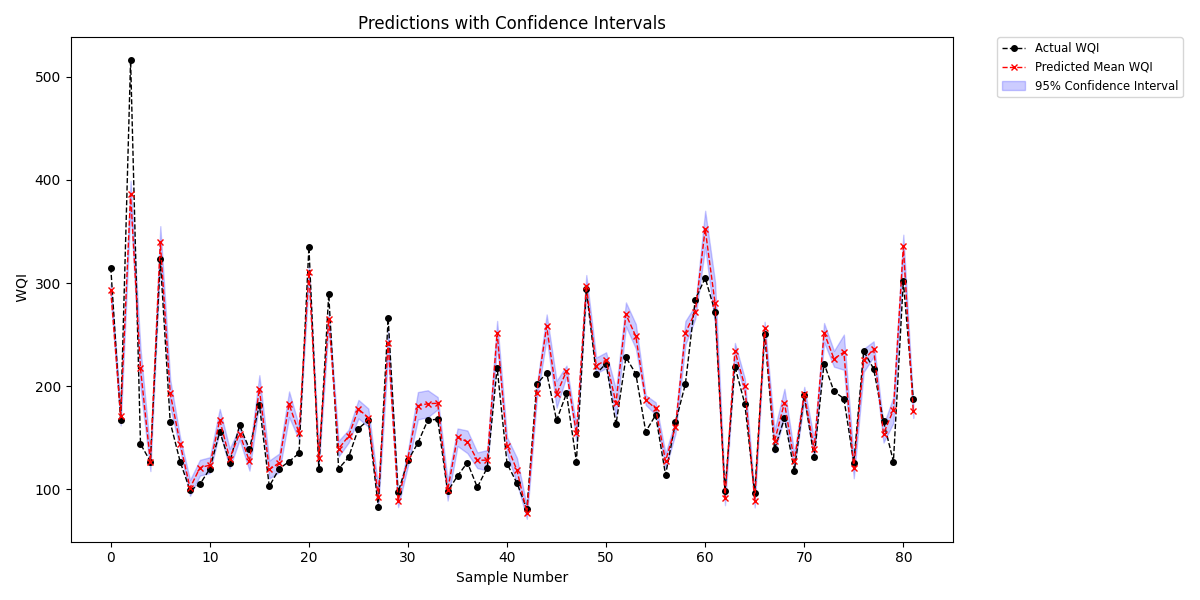 Predictions with Confidence Intervals
Actual WQI
Predicted Mean WQI
95% Confidence Interval
WQI
500
400
300
200
100
0 10 20 30 40 50 60 70 80
Sample Number